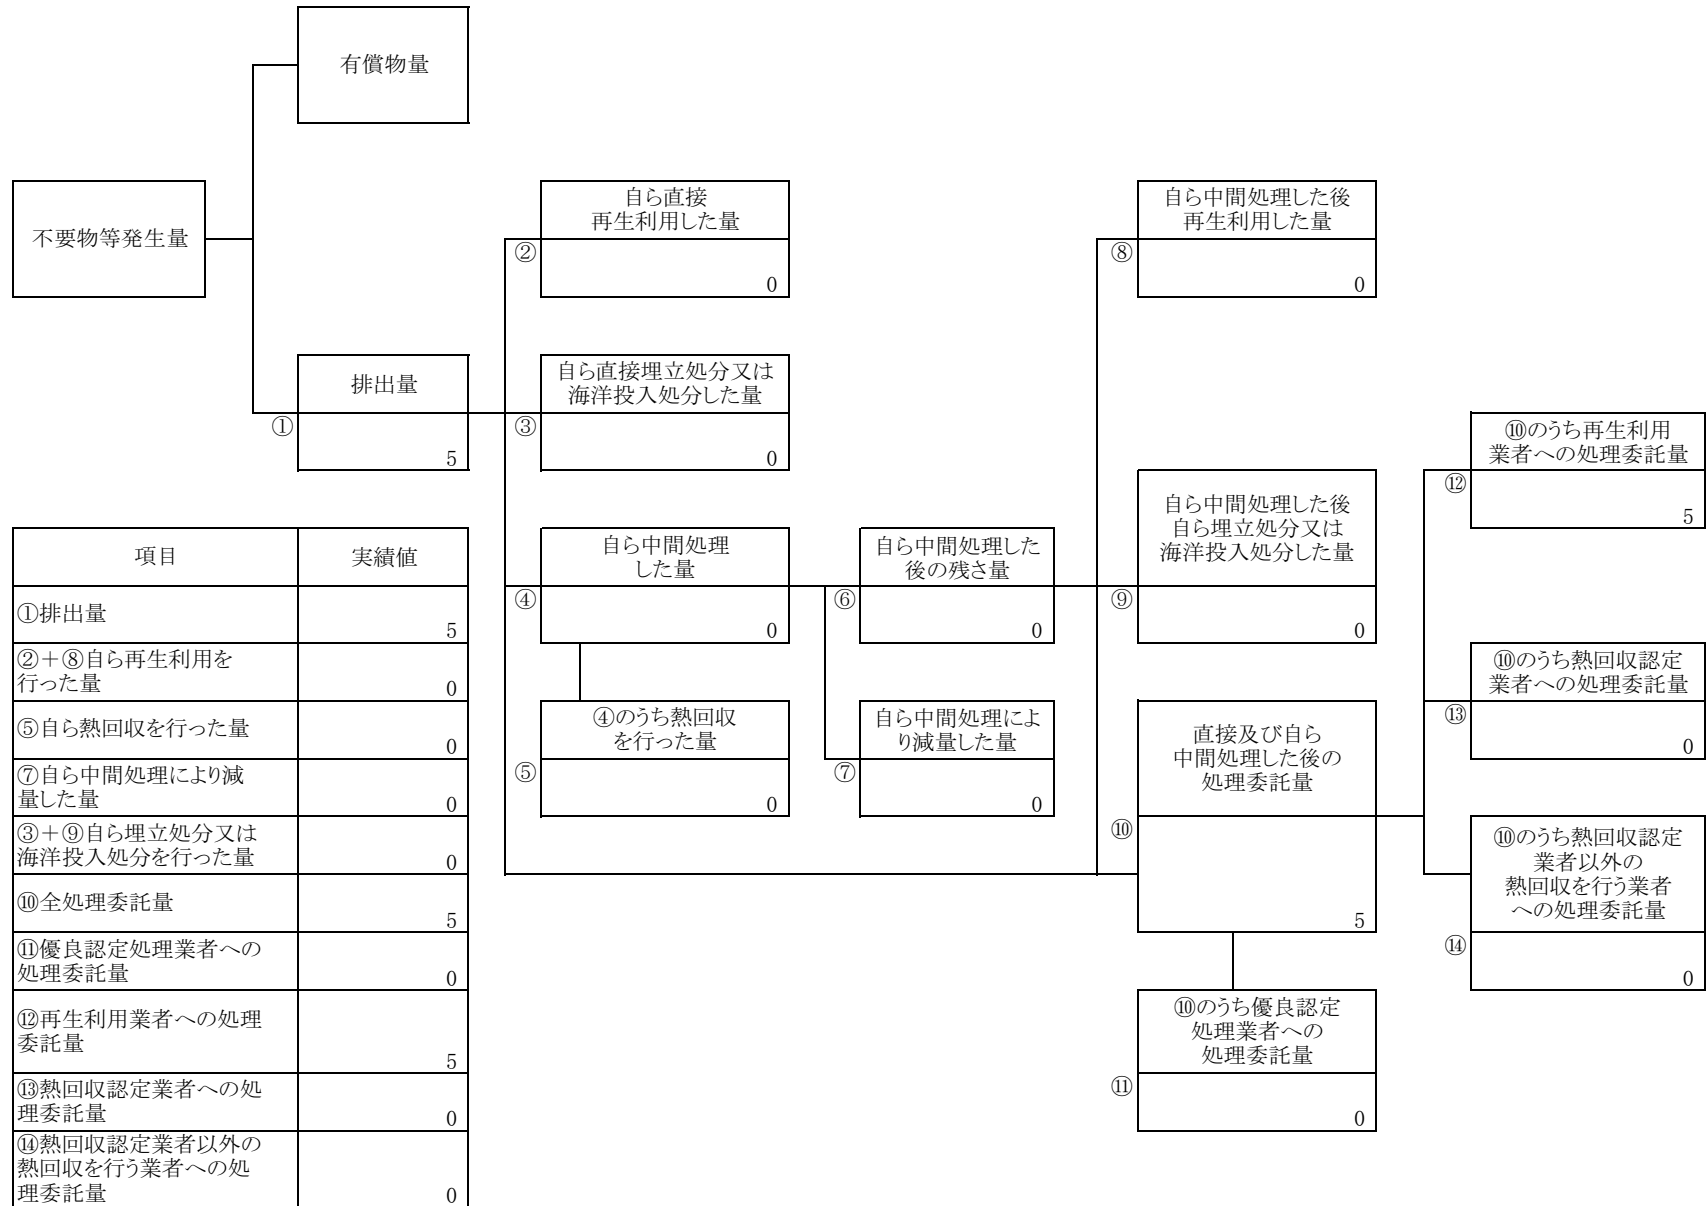 有償物量
不要物等発生量
自ら直接
再生利用した量
②
0
自ら中間処理した後
再生利用した量
⑧
0
排出量
①
5
自ら直接埋立処分又は
海洋投入処分した量
③
0
⑩のうち再生利用
業者への処理委託量
⑫
5
自ら中間処理
した量
④
0
自ら中間処理した
後の残さ量
⑥
0
自ら中間処理した後
自ら埋立処分又は
海洋投入処分した量
⑨
0
⑩のうち熱回収認定
業者への処理委託量
⑬
0
④のうち熱回収
を行った量
⑤
0
自ら中間処理によ
り減量した量
⑦
0
直接及び自ら
中間処理した後の
処理委託量
⑩
5
⑩のうち熱回収認定
業者以外の
熱回収を行う業者
への処理委託量
⑭
0
⑩のうち優良認定
処理業者への
処理委託量
⑪
0
項目 実績値
①排出量
5
②＋⑧自ら再生利用を
行った量
0
⑤自ら熱回収を行った量
0
⑦自ら中間処理により減
量した量
0
③＋⑨自ら埋立処分又は
海洋投入処分を行った量
0
⑩全処理委託量
5
⑪優良認定処理業者への
処理委託量
0
⑫再生利用業者への処理
委託量
5
⑬熱回収認定業者への処
理委託量
0
⑭熱回収認定業者以外の
熱回収を行う業者への処
理委託量
0